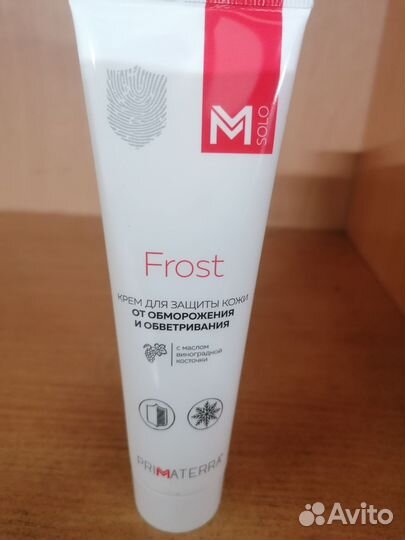 M
SOLO
Frost
КРЕМ ДЛЯ ЗАЩИТЫ КОЖИ
ОТ ОБМОРОЖЕНИЯ
И ОБВЕТРИВАНИЯ
с маслом
виноградной
косточки
PRIMATERRA
Avito